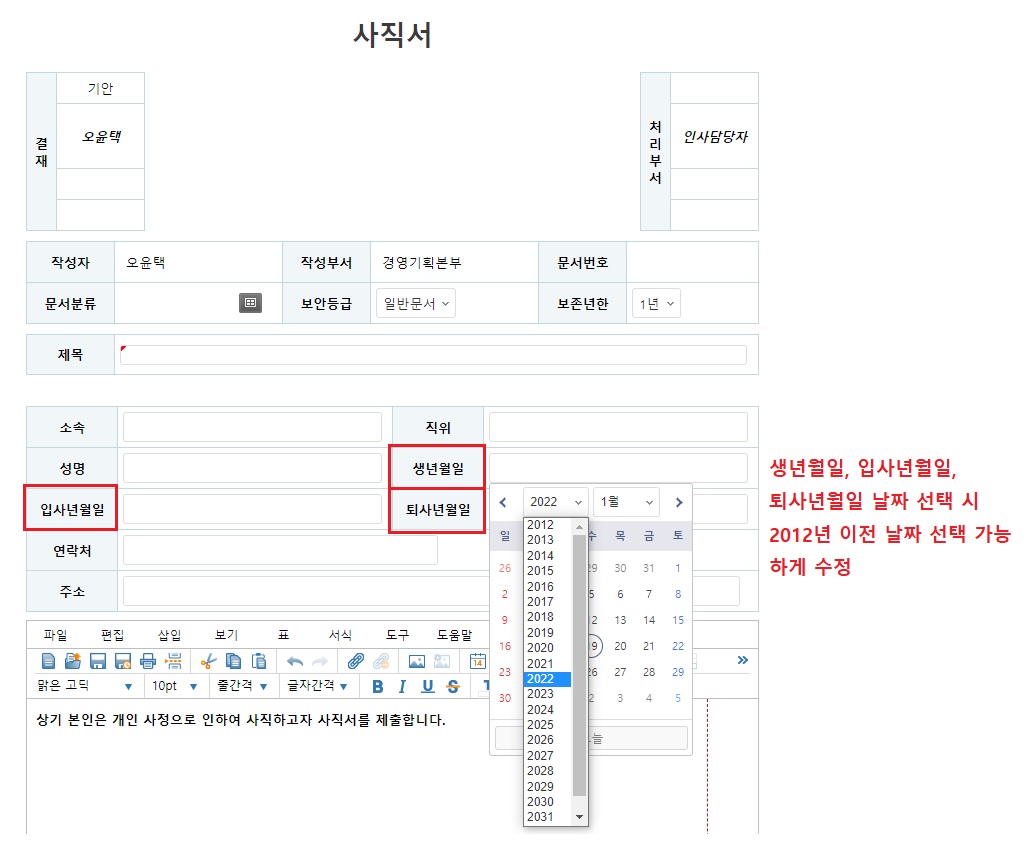 사직서
결재
기안
오윤택
처리부서
인사담당자
작성자 오윤택 작성부서 경영기획본부 문서번호
문서분류 보안등급 일반문서 보존년한 1년
제목
소속 직위
성명 생년월일
입사년월일 퇴사년월일
연락처
주소
생년월일, 입사년월일,
퇴사년월일 날짜 선택 시
2012년 이전 날짜 선택 가능
하게 수정
2022 1월
일 수 목 금 토
26 29 30 31 1
2 5 6 7 8
9 12 13 14 15
16 19 20 21 22
23 26 27 28 29
30 2 3 4 5
2012
2013
2014
2015
2016
2017
2018
2019
2020
2021
2022
2023
2024
2025
2026
2027
2028
2029
2030
2031
파일 편집 삽입 보기 표 서식 도구 도움말
14
맑은 고딕 10pt 줄간격 글자간격 B I U S T
상기 본인은 개인 사정으로 인하여 사직하고자 사직서를 제출합니다.